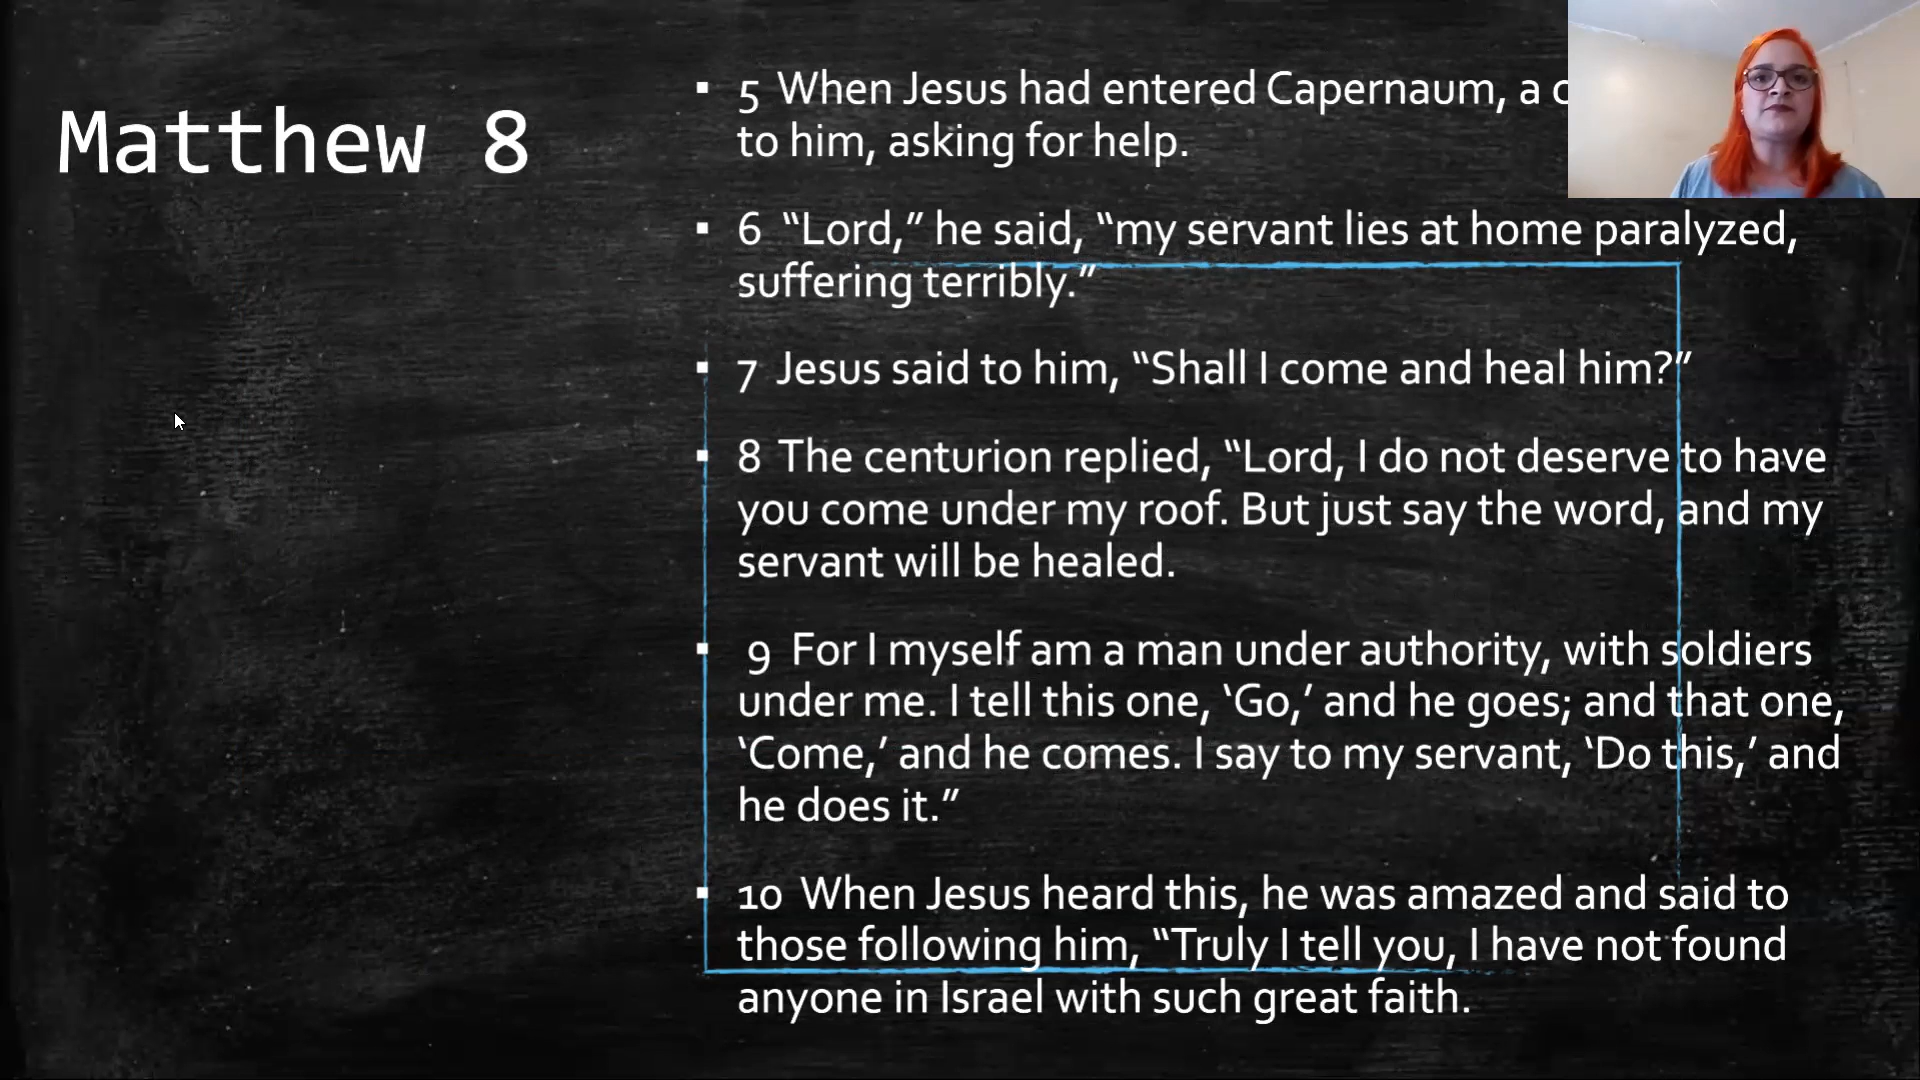 Matthew 8
▪ 5 When Jesus had entered Capernaum, a
to him, asking for help.
▪ 6 “Lord,” he said, “my servant lies at home paralyzed,
suffering terribly.”
▪ 7 Jesus said to him, “Shall I come and heal him?”
▪ 8 The centurion replied, “Lord, I do not deserve to have
you come under my roof. But just say the word, and my
servant will be healed.
▪ 9 For I myself am a man under authority, with soldiers
under me. I tell this one, ‘Go,’ and he goes; and that one,
‘Come,’ and he comes. I say to my servant, ‘Do this,’ and
he does it.”
▪ 10 When Jesus heard this, he was amazed and said to
those following him, “Truly I tell you, I have not found
anyone in Israel with such great faith.